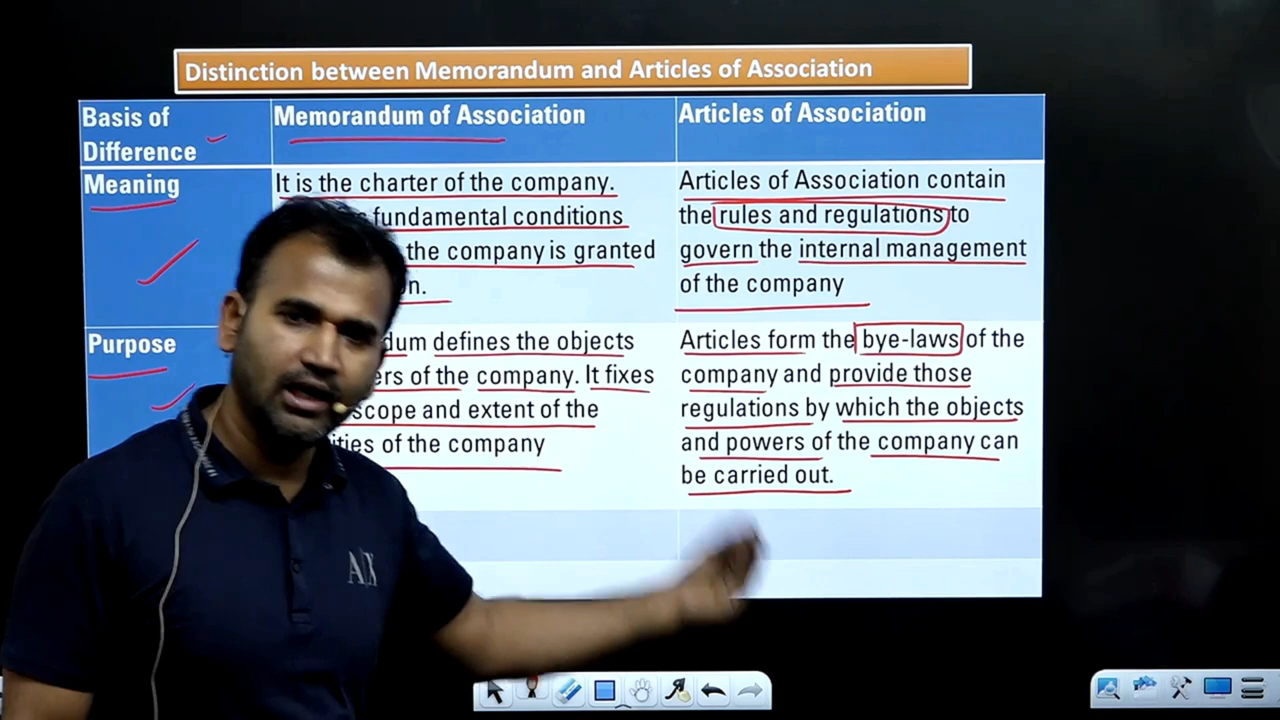 Distinction between Memorandum and Articles of Association
Basis of
Difference
Memorandum of Association
Articles of Association
Meaning
It is the charter of the company.
fundamental conditions
the company is granted
Articles of Association contain
the rules and regulations to
govern the internal management
of the company
Purpose
defines the objects
of the company. It fixes
scope and extent of the
of the company
Articles form the bye-laws of the
company and provide those
regulations by which the objects
and powers of the company can
be carried out.
A|X